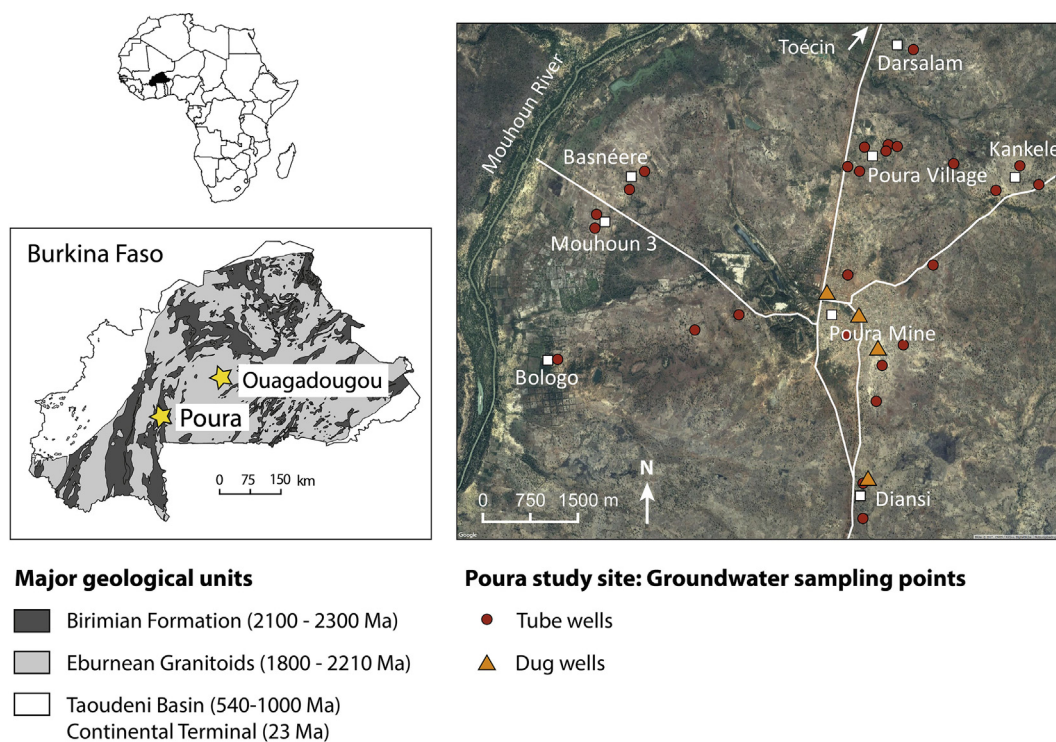 Burkina Faso
Ouagadougou
Poura
0 75 150 km
Toécin
Darsalam
Mouhoun River
Basnéere
Poura Village
Kankele
Mouhoun 3
Poura Mine
Bologo
N
0 750 1500 m
Diansi
Google
Major geological units
Birimian Formation (2100 - 2300 Ma)
Eburnean Granitoids (1800 - 2210 Ma)
Taoudeni Basin (540-1000 Ma)
Continental Terminal (23 Ma)
Poura study site: Groundwater sampling points
Tube wells
Dug wells